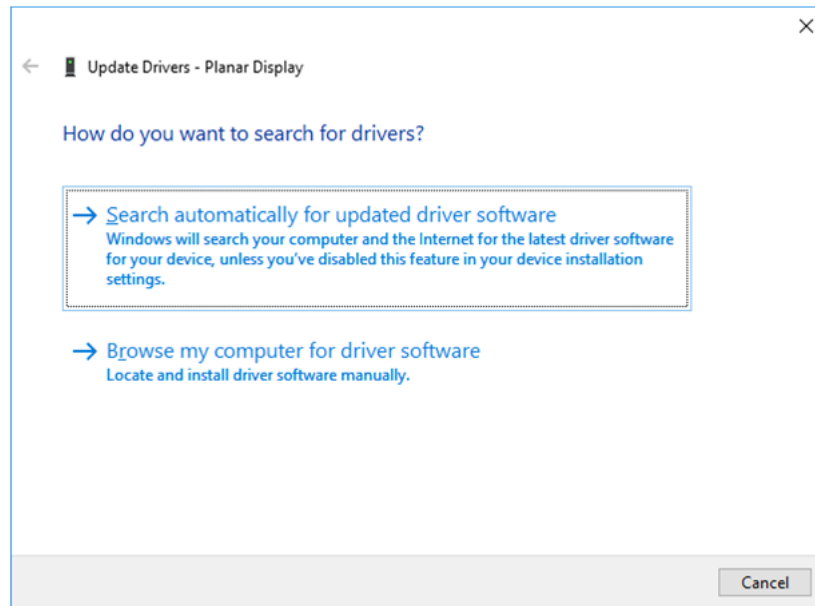 Update Drivers - Planar Display
How do you want to search for drivers?
Search automatically for updated driver software
Windows will search your computer and the Internet for the latest driver software
for your device, unless you've disabled this feature in your device installation
settings.
Browse my computer for driver software
Locate and install driver software manually.
Cancel